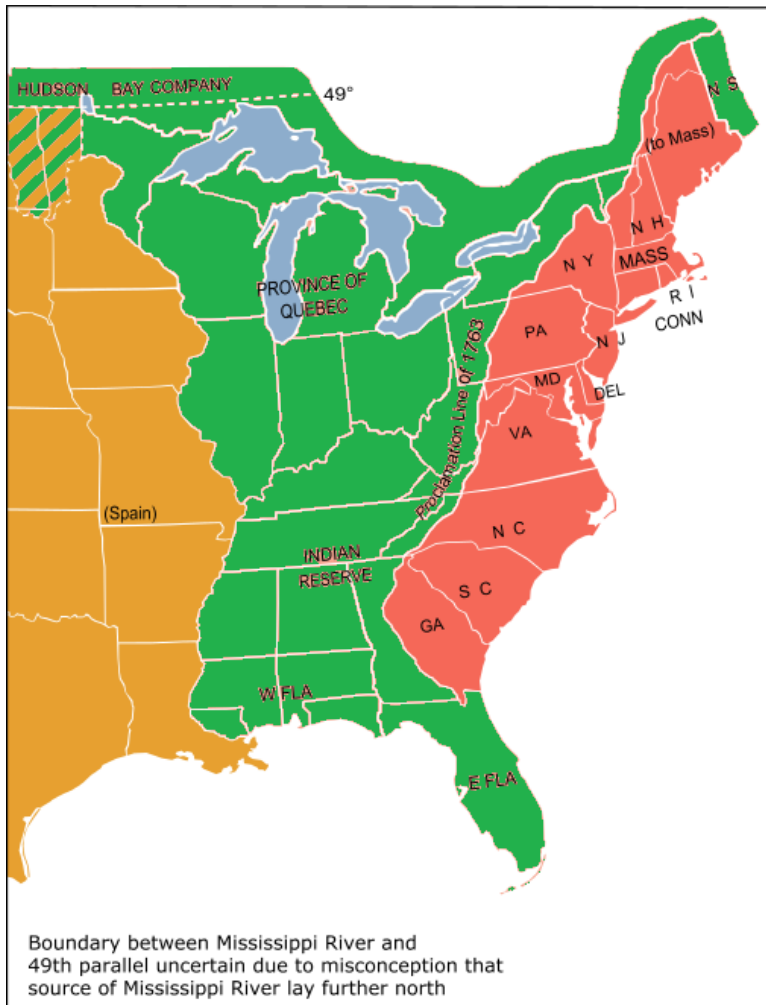 HUDSON BAY COMPANY
49°
N S
(to Mass)
N H
N Y
MASS
R I
CONN
PROVINCE OF
QUEBEC
PA
N J
Proclamation Line of 1763
MD
DEL
VA
(Spain)
N C
INDIAN
RESERVE
S C
GA
W FLA
E FLA
Boundary between Mississippi River and
49th parallel uncertain due to misconception that
source of Mississippi River lay further north